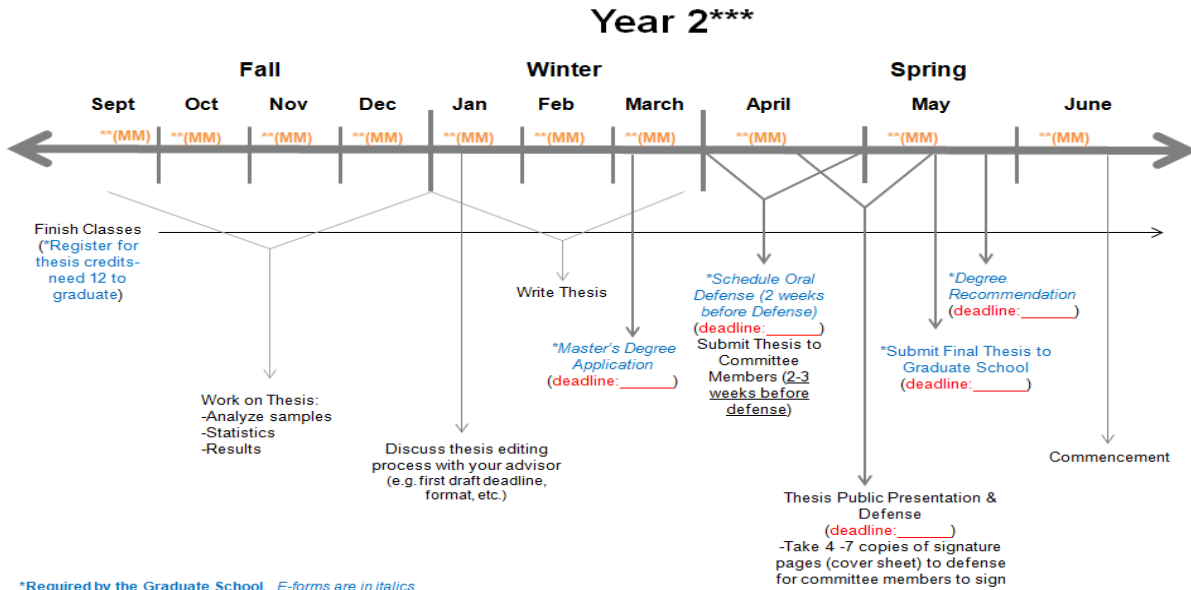 Year 2***
Fall Winter Spring
Sept Oct Nov Dec Jan Feb March April May June
**(MM) **(MM) **(MM) **(MM) **(MM) **(MM) **(MM) **(MM) **(MM) **(MM)
Finish Classes
(*Register for
thesis credits-
need 12 to
graduate)
Work on Thesis:
-Analyze samples
-Statistics
-Results
Discuss thesis editing
process with your advisor
(e.g. first draft deadline,
format, etc.)
Write Thesis
*Master's Degree
Application
(deadline:______)
*Schedule Oral
Defense (2 weeks
before Defense)
(deadline:______)
Submit Thesis to
Committee
Members (2-3
weeks before
defense)
Thesis Public Presentation &
Defense
(deadline:______)
-Take 4 -7 copies of signature
pages (cover sheet) to defense
for committee members to sign
*Submit Final Thesis to
Graduate School
(deadline:______)
*Degree
Recommendation
(deadline:______)
Commencement
*Required by the Graduate School E-forms are in italics